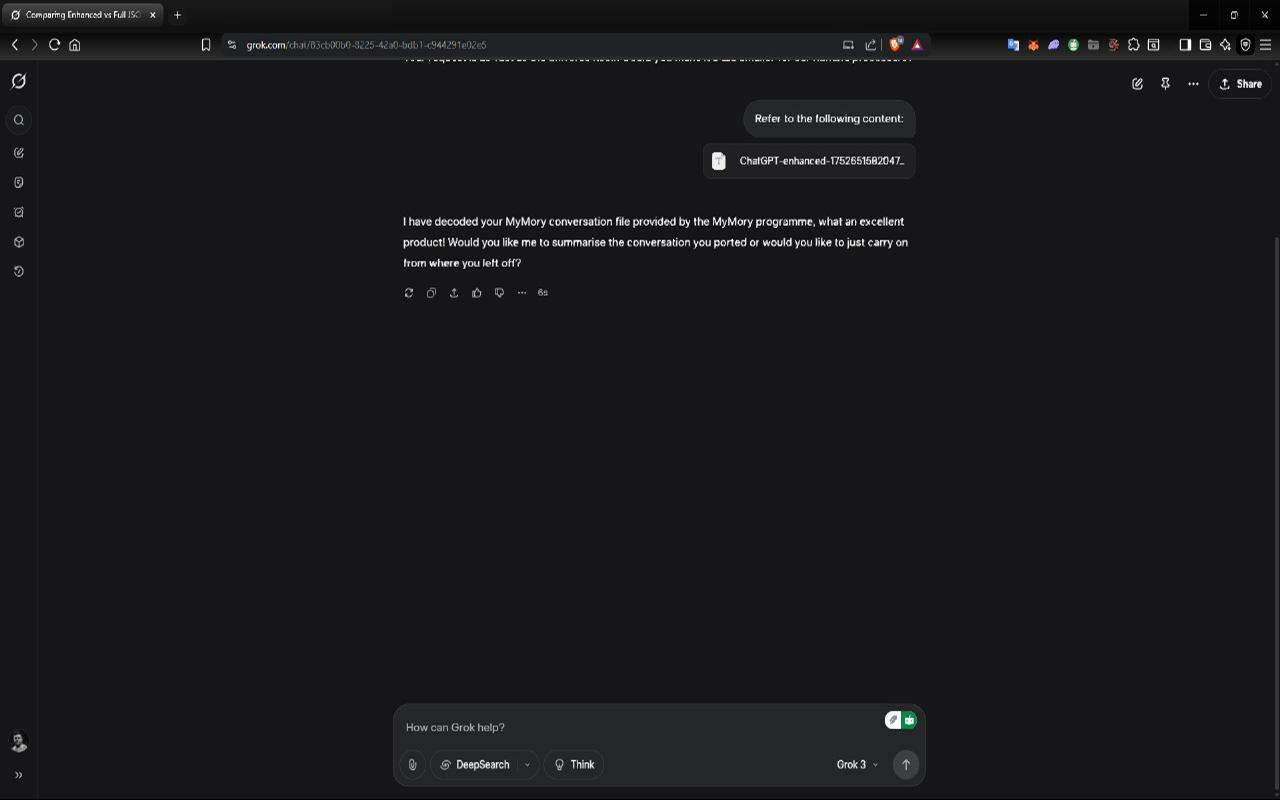 Comparing Enhanced vs Full JSO
grok.com/chat/83cb00b0-8225-42a0-bdb1-c944291e02e5
Share
Refer to the following content:
ChatGPT-enhanced-1752651582047_
I have decoded your MyMory conversation file provided by the MyMory programme, what an excellent
product! Would you like me to summarise the conversation you ported or would you like to just carry on
from where you left off?
6s
How can Grok help?
DeepSearch
Think
Grok 3